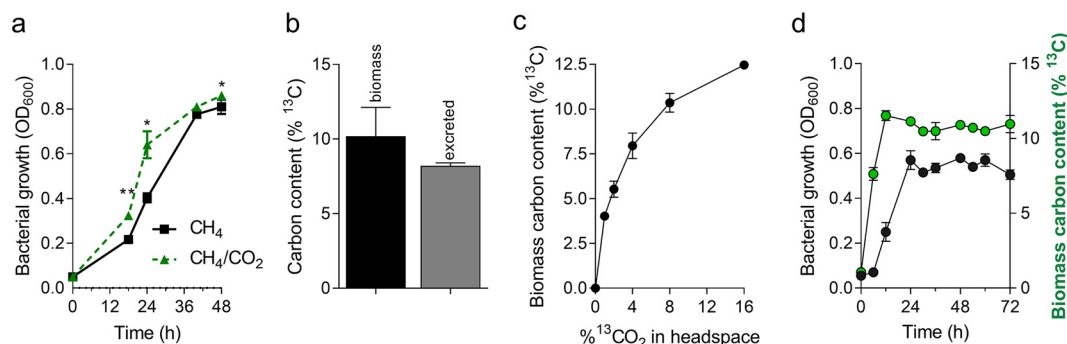 a
Bacterial growth (OD600)
1.0
0.8
0.6
0.4
0.2
0.0
**
*
*
CH4
CH4/CO2
0 12 24 36 48
Time (h)
b
Carbon content (% 13C)
15
10
5
0
biomass
excreted
c
Biomass carbon content (% 13C)
12.5
10.0
7.5
5.0
2.5
0.0
0 4 8 12 16
%13CO2 in headspace
d
Bacterial growth (OD600)
1.0
0.8
0.6
0.4
0.2
0.0
0 24 48 72
Time (h)
15
10
5
0
Biomass carbon content (% 13C)